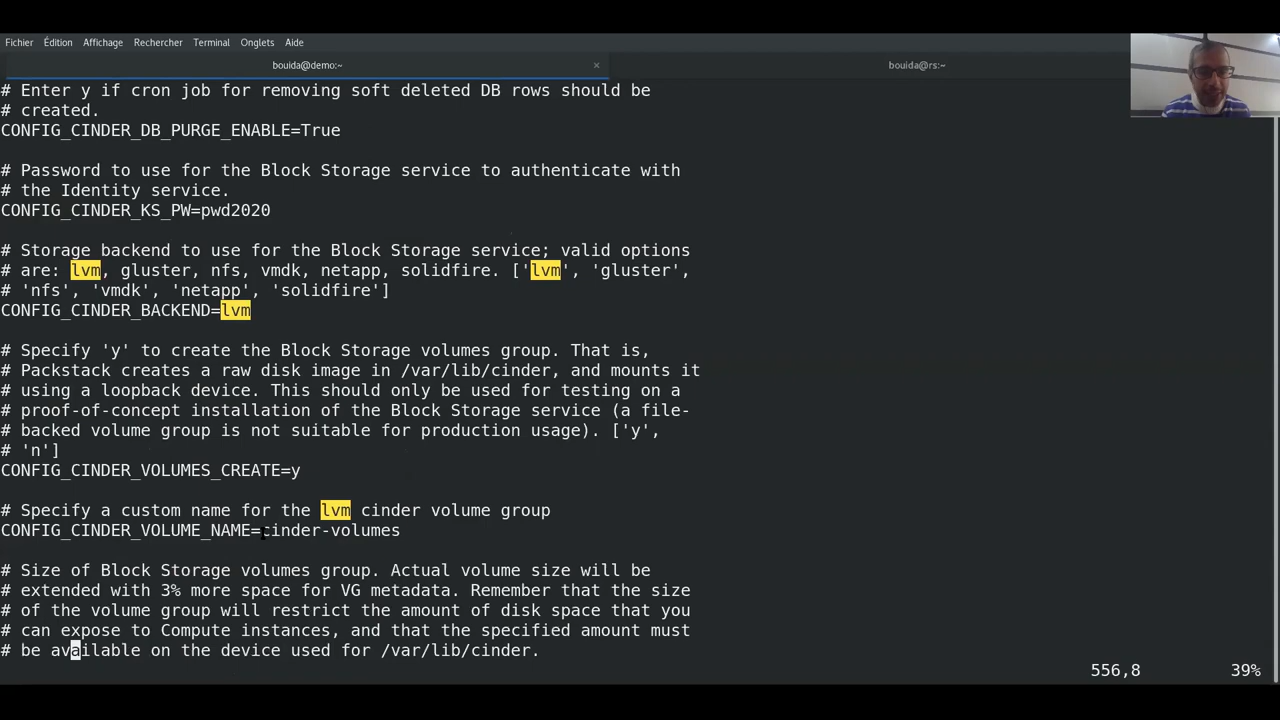 Fichier Édition Affichage Rechercher Terminal Onglets Aide
bouida@demo:~ × bouida@rs:~
# Enter y if cron job for removing soft deleted DB rows should be
# created.
CONFIG_CINDER_DB_PURGE_ENABLE=True
# Password to use for the Block Storage service to authenticate with
# the Identity service.
CONFIG_CINDER_KS_PW=pwd2020
# Storage backend to use for the Block Storage service; valid options
# are: lvm, gluster, nfs, vmdk, netapp, solidfire. ['lvm', 'gluster',
# 'nfs', 'vmdk', 'netapp', 'solidfire']
CONFIG_CINDER_BACKEND=lvm
# Specify 'y' to create the Block Storage volumes group. That is,
# Packstack creates a raw disk image in /var/lib/cinder, and mounts it
# using a loopback device. This should only be used for testing on a
# proof-of-concept installation of the Block Storage service (a file-
# backed volume group is not suitable for production usage). ['y',
# 'n']
CONFIG_CINDER_VOLUMES_CREATE=y
# Specify a custom name for the lvm cinder volume group
CONFIG_CINDER_VOLUME_NAME=cinder-volumes
# Size of Block Storage volumes group. Actual volume size will be
# extended with 3% more space for VG metadata. Remember that the size
# of the volume group will restrict the amount of disk space that you
# can expose to Compute instances, and that the specified amount must
# be available on the device used for /var/lib/cinder.
556,8 39%